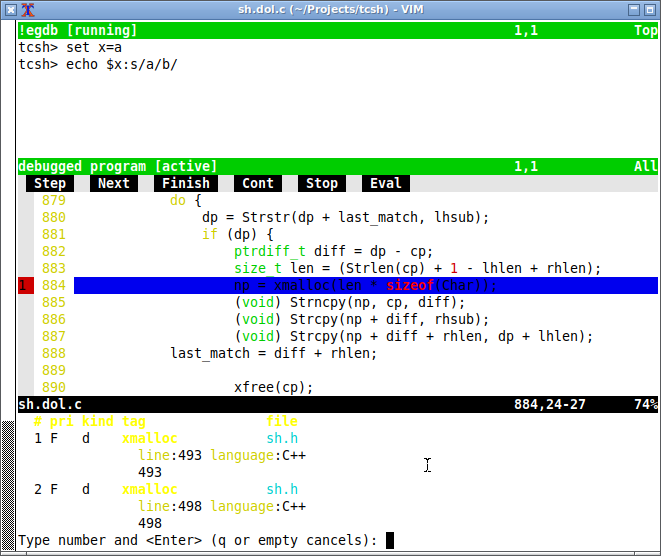 sh.dol.c (~/Projects/tcsh) - VIM
!egdb [running] 1,1 Top
tcsh> set x=a
tcsh> echo $x:s/a/b/
debugged program [active] 1,1 All
Step Next Finish Cont Stop Eval
879 do {
880 dp = Strstr(dp + last_match, lhsub);
881 if (dp) {
882 ptrdiff_t diff = dp - cp;
883 size_t len = (Strlen(cp) + 1 - lhlen + rhlen);
1 884 np = xmalloc(len * sizeof(Char));
885 (void) Strncpy(np, cp, diff);
886 (void) Strcpy(np + diff, rhsub);
887 (void) Strcpy(np + diff + rhlen, dp + lhlen);
888 last_match = diff + rhlen;
889
890 xfree(cp);
sh.dol.c 884,24-27 74%
# pri kind tag file
1 F d xmalloc sh.h
line:493 language:C++
493
2 F d xmalloc sh.h
line:498 language:C++
498
Type number and <Enter> (q or empty cancels):